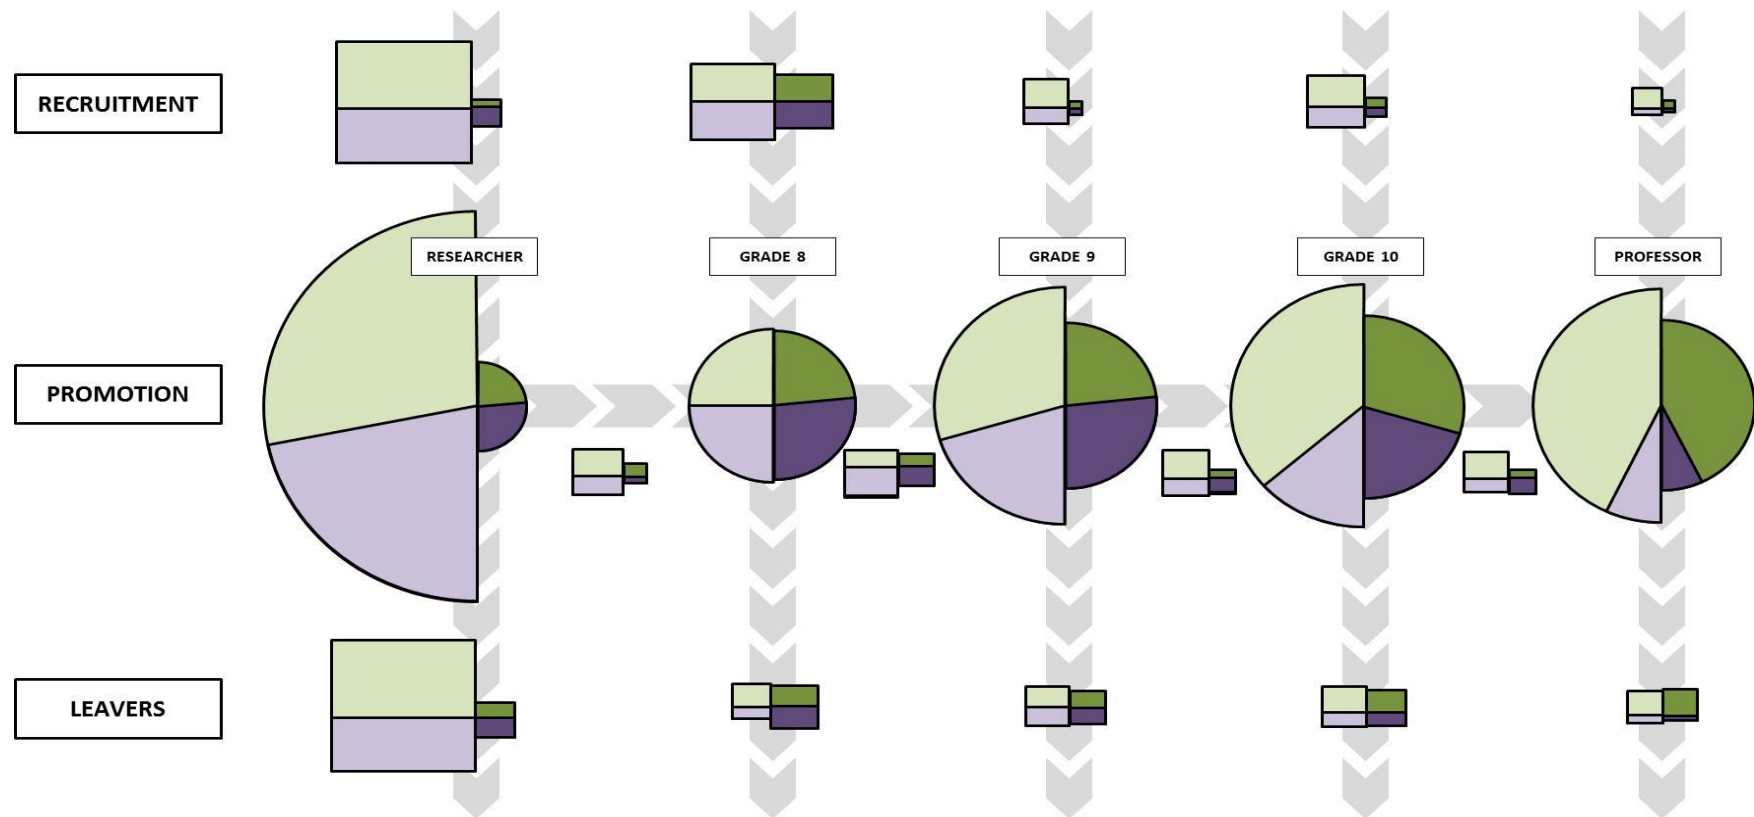 RECRUITMENT
RESEARCHER
GRADE 8
GRADE 9
GRADE 10
PROFESSOR
PROMOTION
LEAVERS